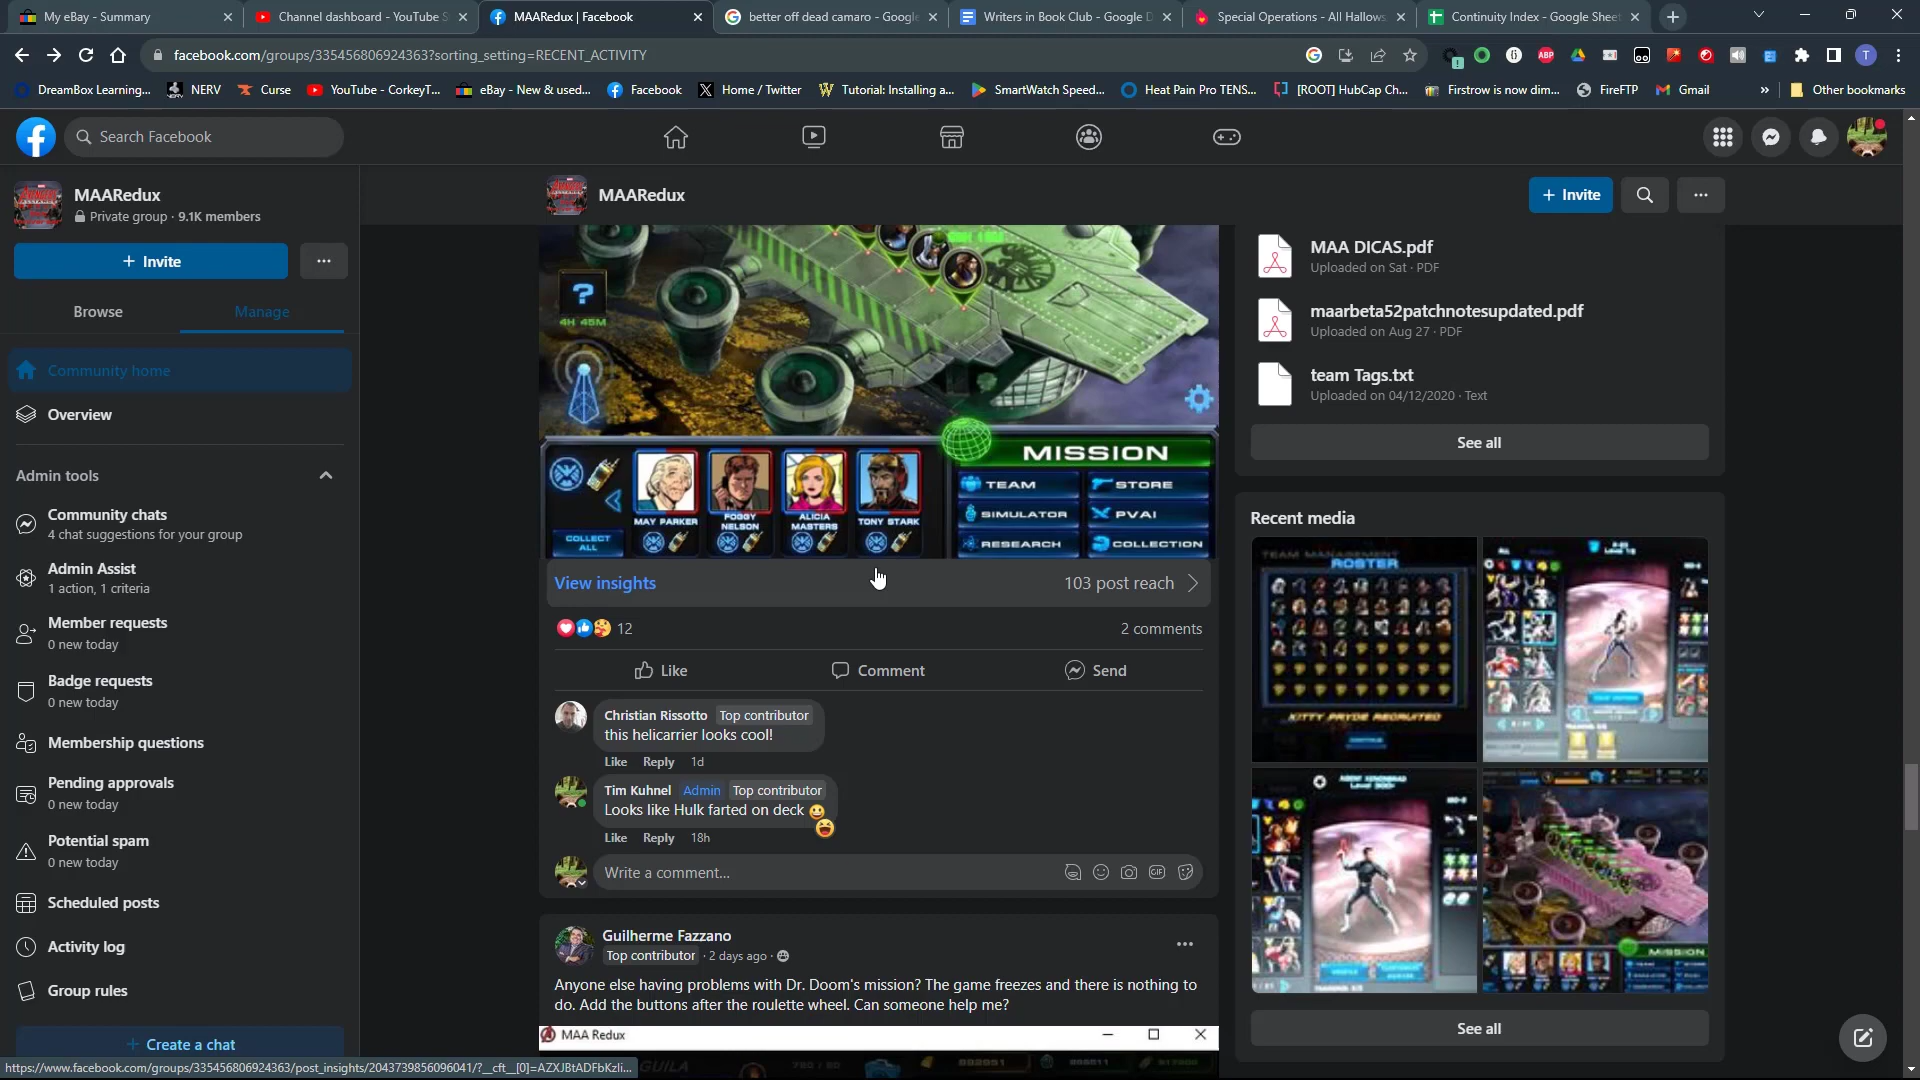 My eBay - Summary
Channel dashboard - YouTube S
MAARedux | Facebook
better off dead camaro - Google
Writers in Book Club - Google D
Special Operations - All Hallows
Continuity Index - Google Sheet
facebook.com/groups/335456806924363?sorting_setting=RECENT_ACTIVITY
DreamBox Learning...
NERV
Curse
YouTube - CorkeyT...
eBay - New & used...
Facebook
Home / Twitter
Tutorial: Installing a...
SmartWatch Speed...
Heat Pain Pro TENS...
[ROOT] HubCap Ch...
Firstrow is now dim...
FireFTP
Gmail
Other bookmarks
Search Facebook
MAARedux
Private group · 9.1K members
+ Invite
Browse
Manage
Community home
Overview
Admin tools
Community chats
4 chat suggestions for your group
Admin Assist
1 action, 1 criteria
Member requests
0 new today
Badge requests
0 new today
Membership questions
Pending approvals
0 new today
Potential spam
0 new today
Scheduled posts
Activity log
Group rules
+ Create a chat
https://www.facebook.com/groups/335456806924363/post_insights/2043739856096041/?__cft__[0]=AZXJBtADFbKzli...
MAARedux
+ Invite
?
4H 45M
MISSION
TEAM
STORE
SIMULATOR
PVAI
RESEARCH
COLLECTION
COLLECT ALL
MAY PARKER
FOGGY NELSON
ALICIA MASTERS
TONY STARK
View insights
103 post reach
12
2 comments
Like
Comment
Send
Christian Rissotto Top contributor
this helicarrier looks cool!
Like Reply 1d
Tim Kuhnel Admin Top contributor
Looks like Hulk farted on deck 😀
Like Reply 18h
Write a comment...
GIF
Guilherme Fazzano
Top contributor · 2 days ago ·
Anyone else having problems with Dr. Doom's mission? The game freezes and there is nothing to
do. Add the buttons after the roulette wheel. Can someone help me?
MAA Redux
MAA DICAS.pdf
Uploaded on Sat · PDF
maarbeta52patchnotesupdated.pdf
Uploaded on Aug 27 · PDF
team Tags.txt
Uploaded on 04/12/2020 · Text
See all
Recent media
TEAM MANAGEMENT
ROSTER
KITTY PRYDE RECRUITED
MISSION
See all